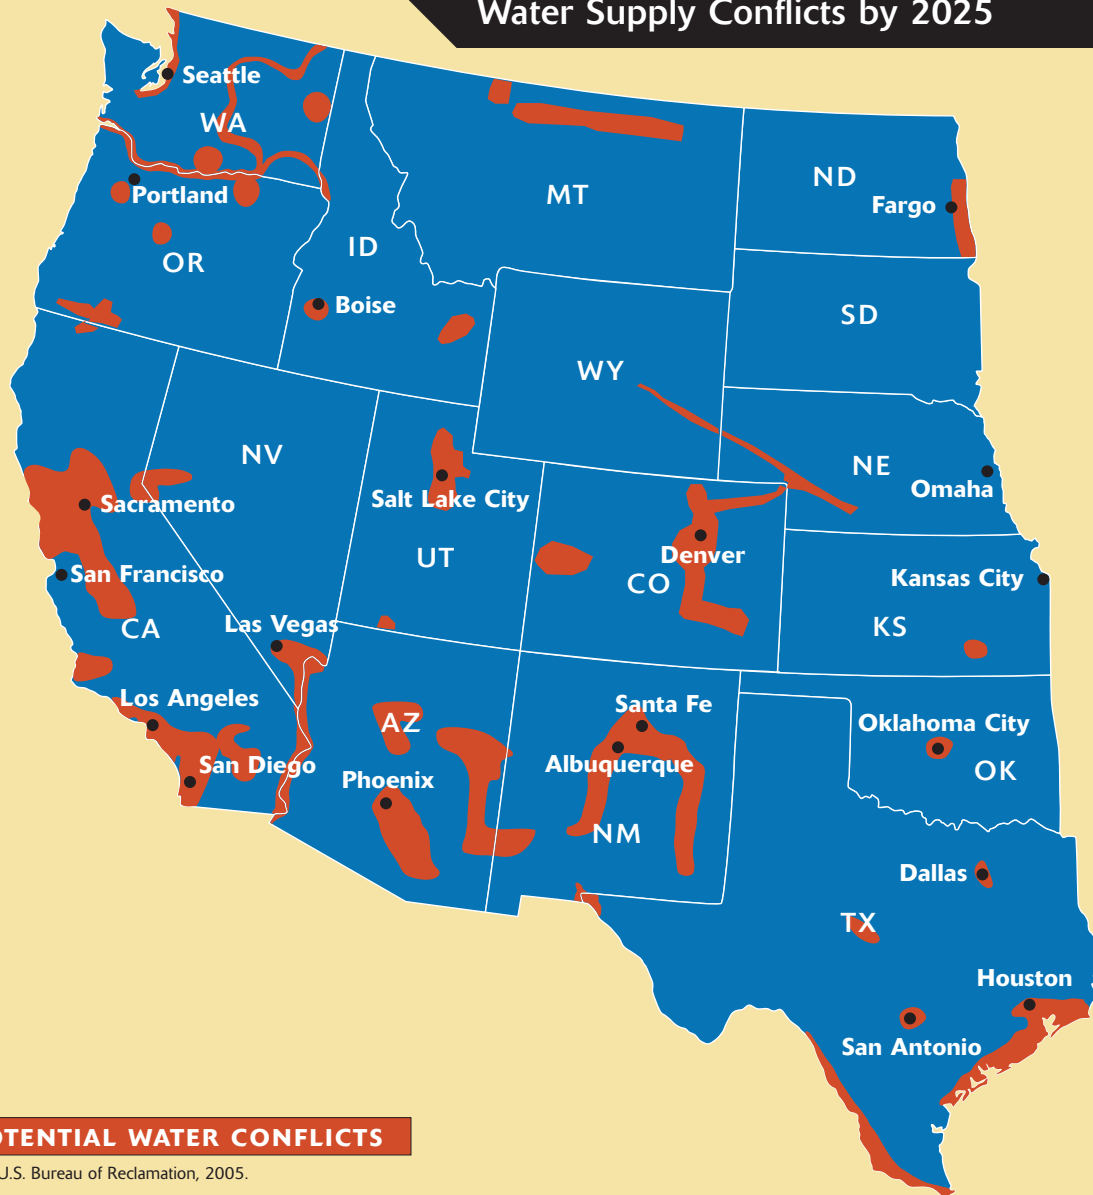 Water Supply Conflicts by 2025
Seattle
WA
Portland
OR
ID
Boise
MT
ND
Fargo
SD
WY
NE
Omaha
NV
Sacramento
San Francisco
CA
Salt Lake City
UT
Denver
CO
Kansas City
KS
Las Vegas
Los Angeles
San Diego
AZ
Phoenix
Santa Fe
Albuquerque
NM
Oklahoma City
OK
Dallas
TX
Houston
San Antonio
OTENTIAL WATER CONFLICTS
U.S. Bureau of Reclamation, 2005.